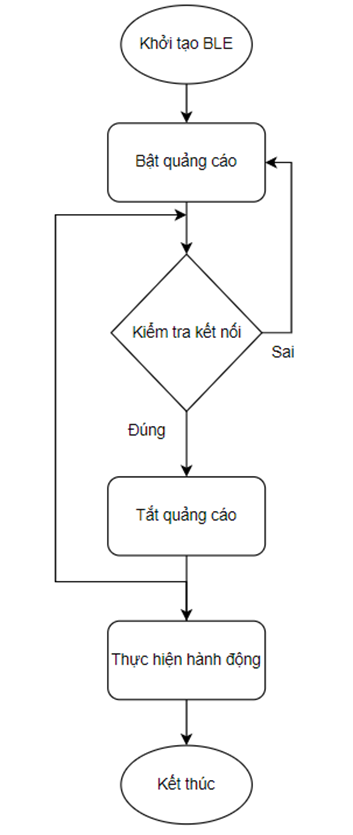 Khởi tạo BLE
Bật quảng cáo
Kiểm tra kết nối
Sai
Đúng
Tắt quảng cáo
Thực hiện hành động
Kết thúc